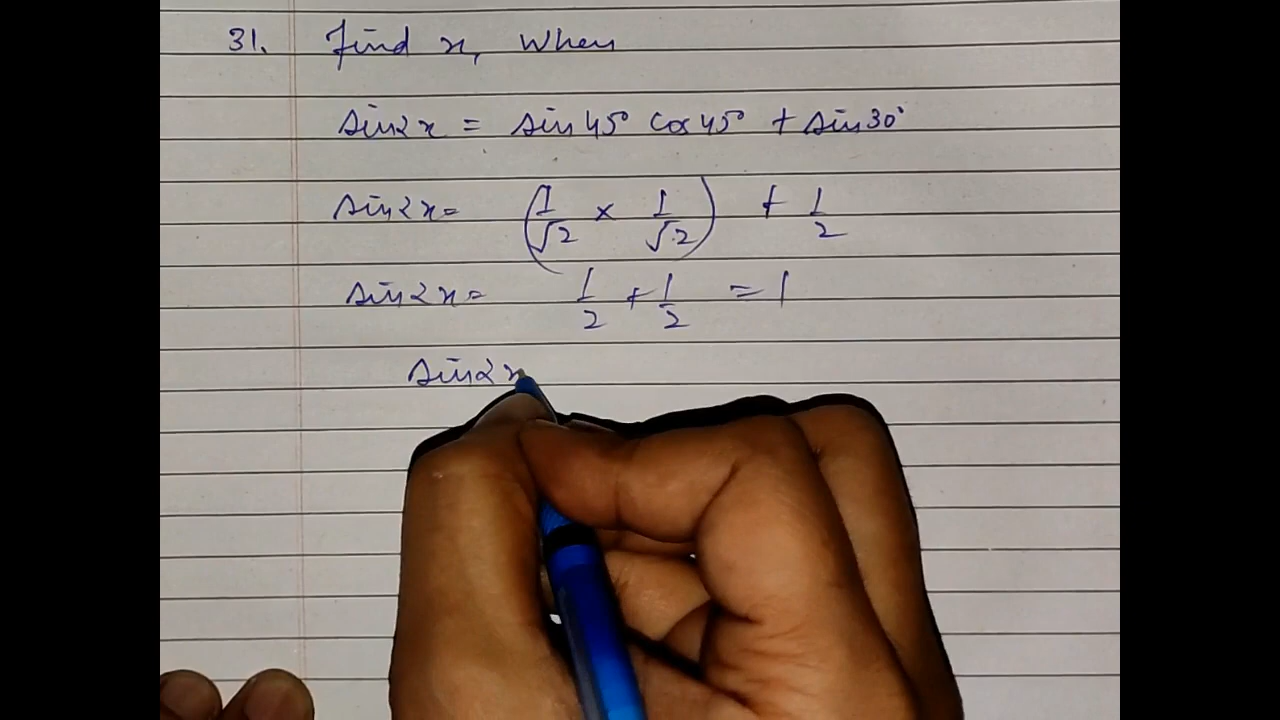 31. Find x, When
sin2x = sin45° cos45° + sin30°
sin2x= (1/√2 × 1/√2) + 1/2
sin2x= 1/2 + 1/2 = 1
sin2x